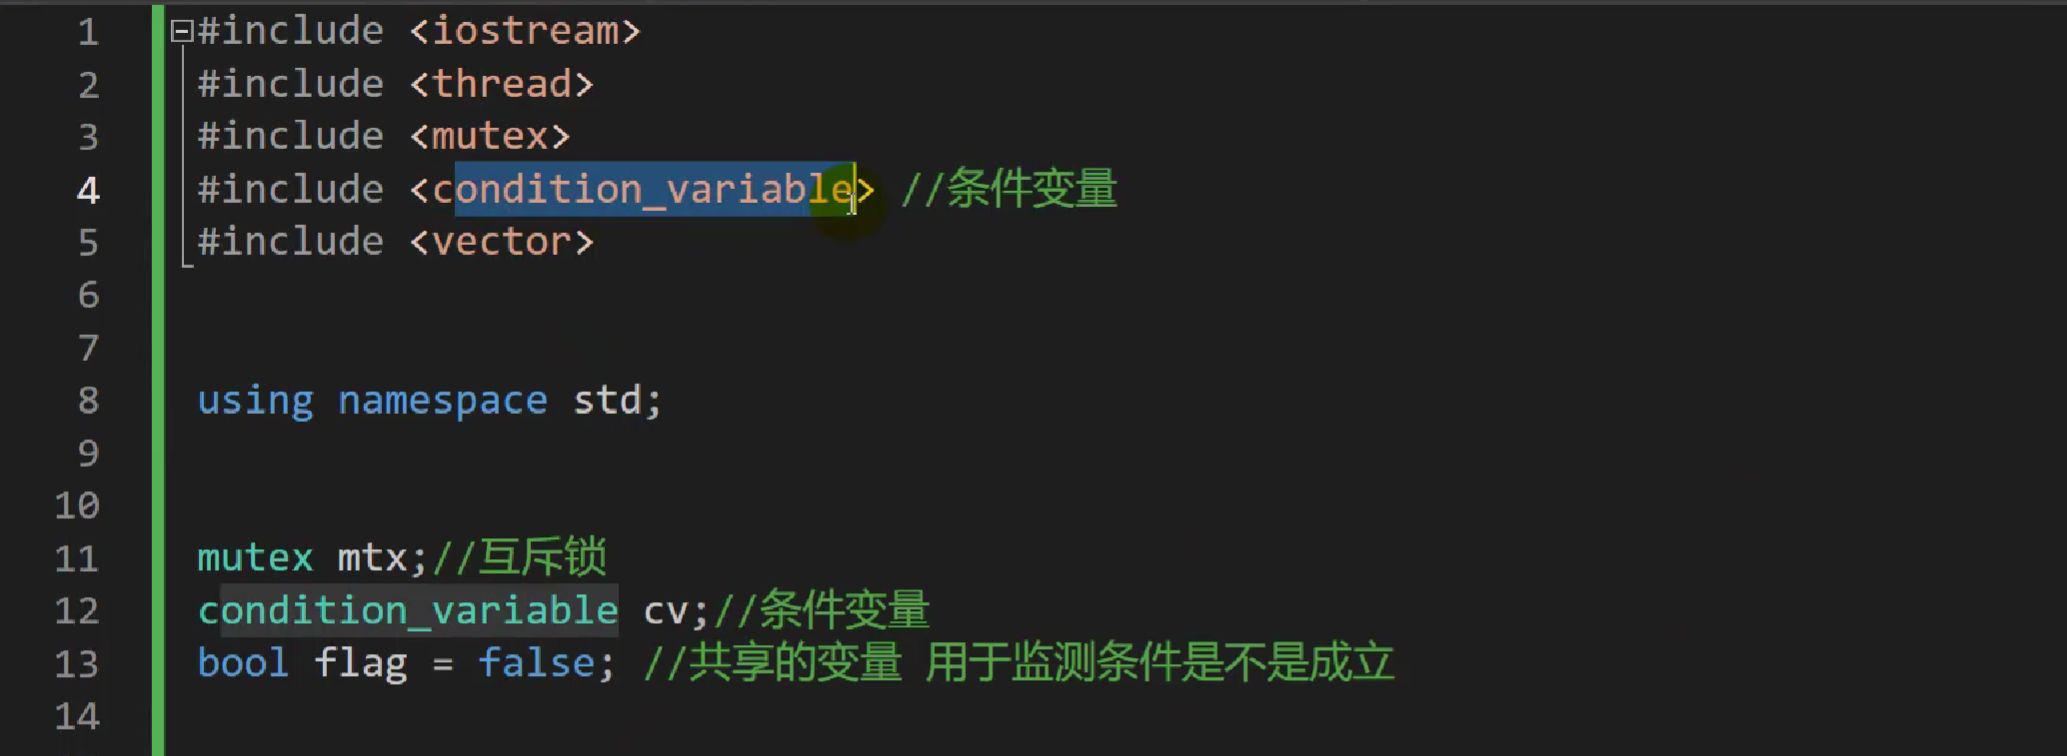 1 #include <iostream>
2 #include <thread>
3 #include <mutex>
4 #include <condition_variable> //条件变量
5 #include <vector>
6
7
8 using namespace std;
9
10
11 mutex mtx;//互斥锁
12 condition_variable cv;//条件变量
13 bool flag = false; //共享的变量 用于监测条件是不是成立
14